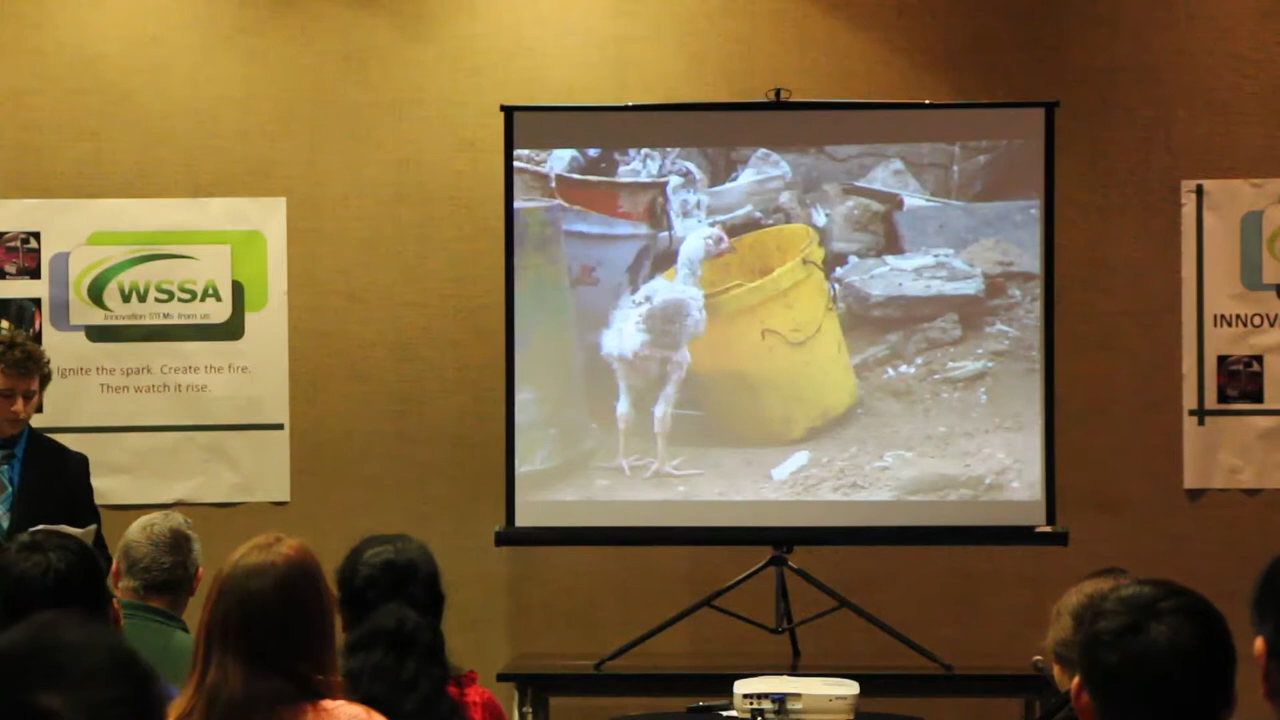 WSSA
Innovation STEMs from us
Ignite the spark. Create the fire.
Then watch it rise.
INNOV